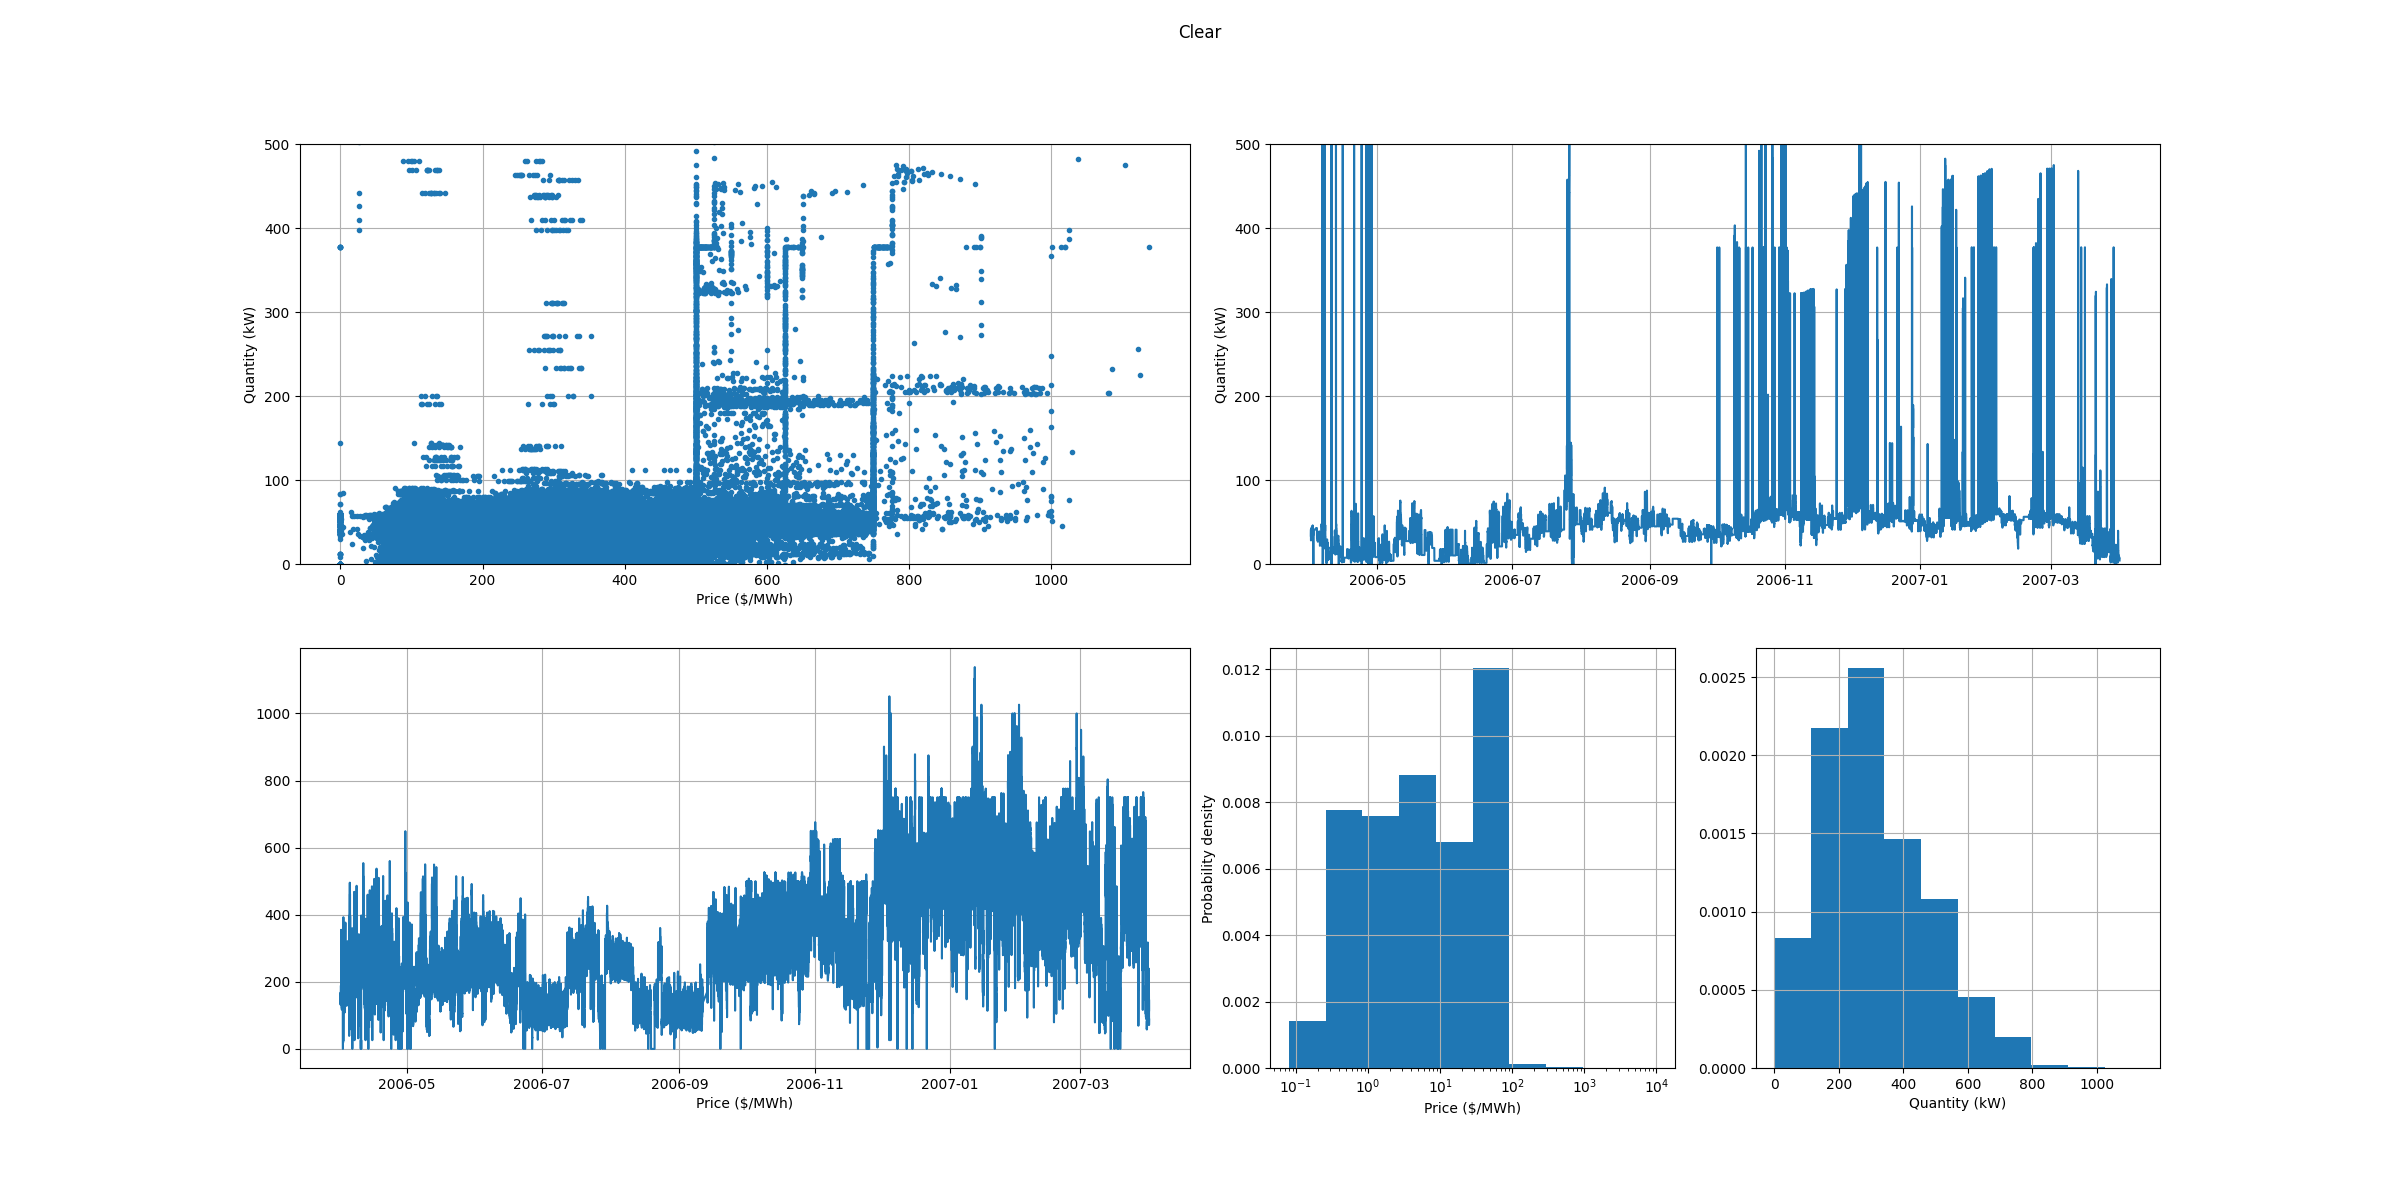 Clear
500
400
300
200
100
0
Quantity (kW)
0 200 400 600 800 1000
Price ($/MWh)
500
400
300
200
100
0
Quantity (kW)
2006-05 2006-07 2006-09 2006-11 2007-01 2007-03
1000
800
600
400
200
0
2006-05 2006-07 2006-09 2006-11 2007-01 2007-03
Price ($/MWh)
0.012
0.010
0.008
0.006
0.004
0.002
0.000
Probability density
10⁻¹ 10⁰ 10¹ 10² 10³ 10⁴
Price ($/MWh)
0.0025
0.0020
0.0015
0.0010
0.0005
0.0000
0 200 400 600 800 1000
Quantity (kW)